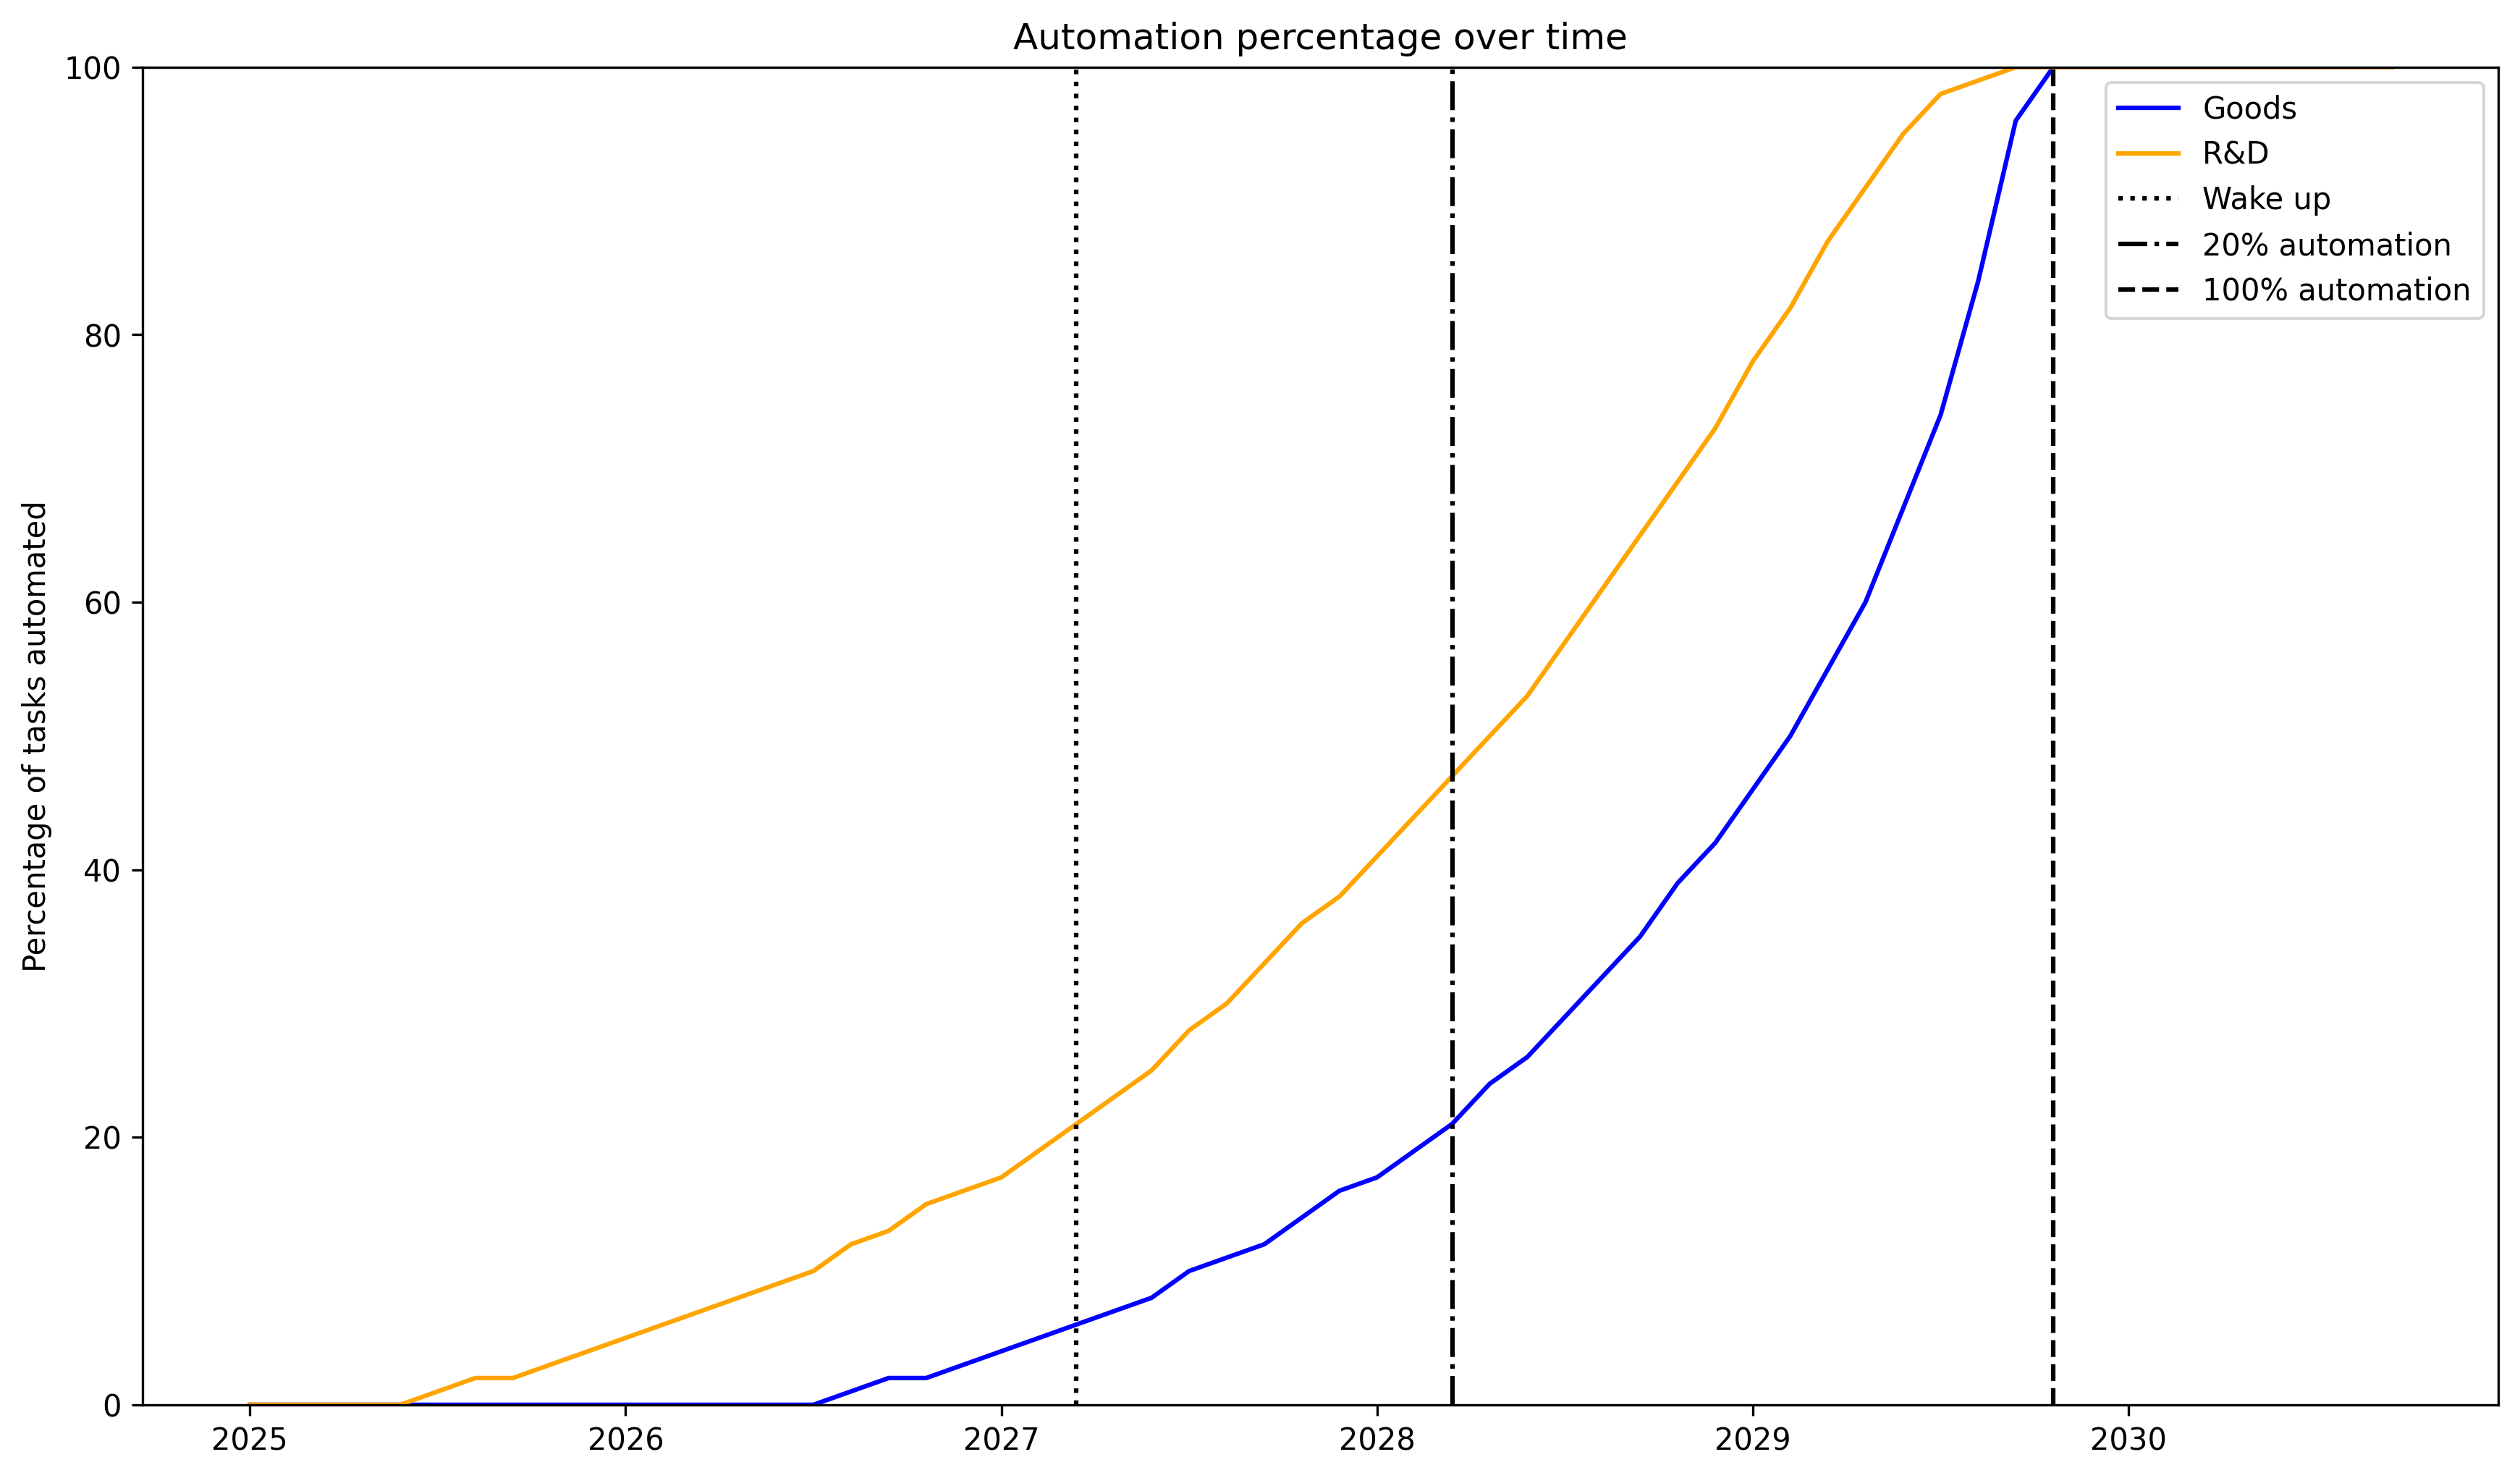 Automation percentage over time
Percentage of tasks automated
100
80
60
40
20
0
2025
2026
2027
2028
2029
2030
Goods
R&D
Wake up
20% automation
100% automation